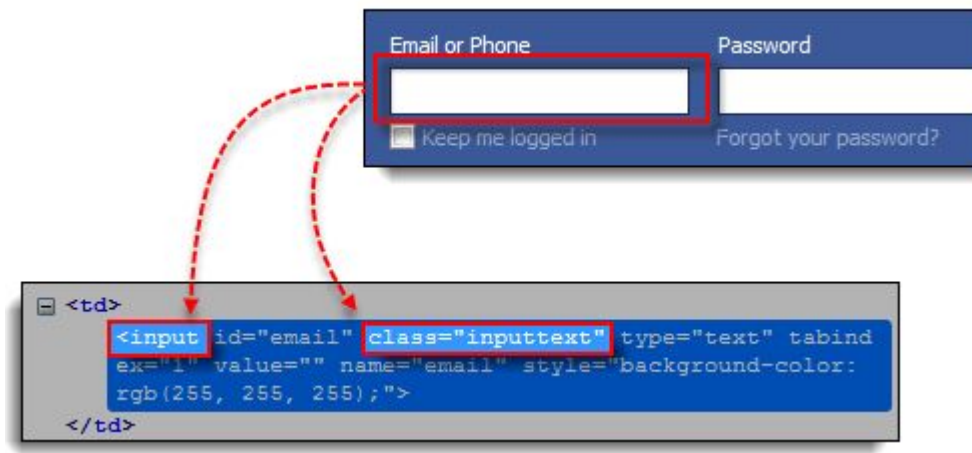 Email or Phone Password
Keep me logged in Forgot your password?
<td>
<input id="email" class="inputtext" type="text" tabind
ex="1" value="" name="email" style="background-color:
rgb(255, 255, 255);">
</td>